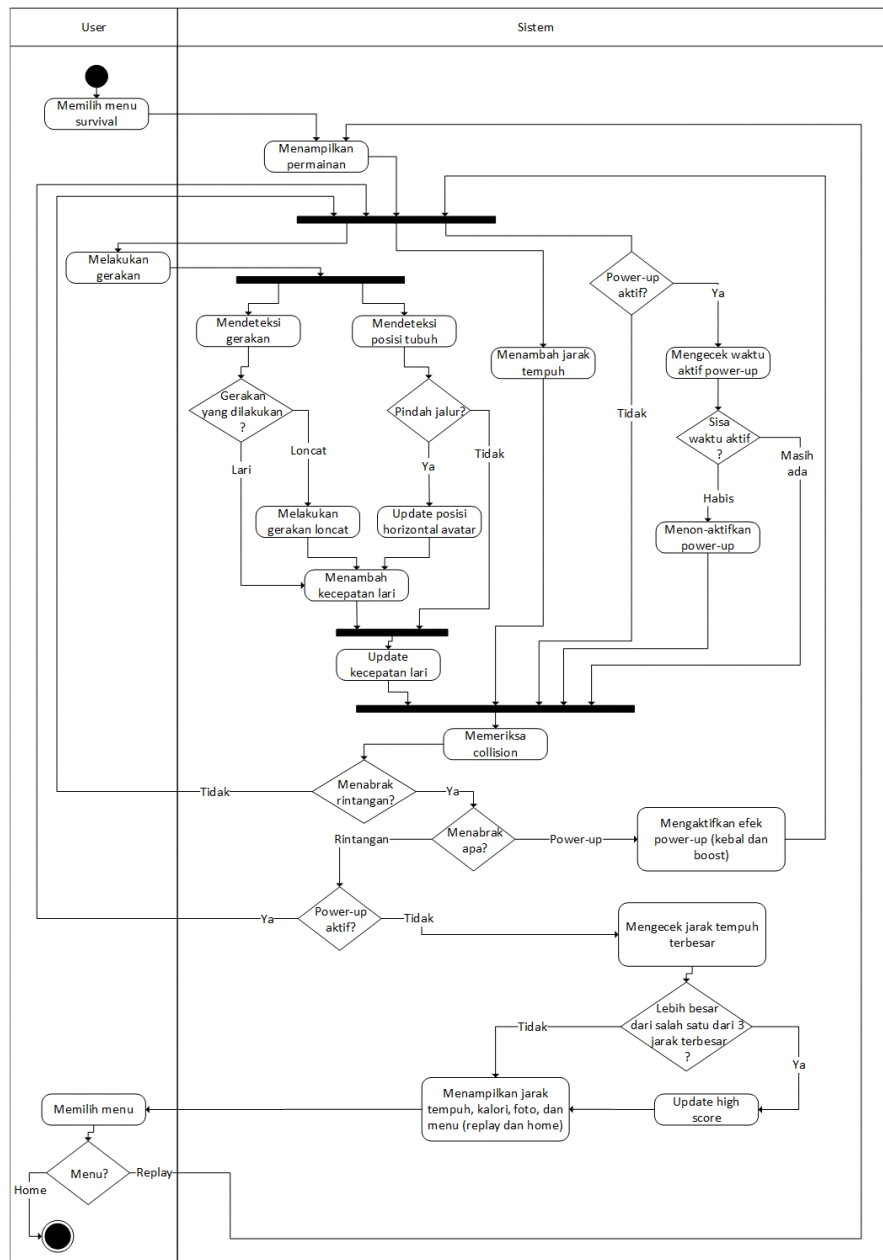 User
Sistem
Memilih menu
survival
Menampilkan
permainan
Melakukan
gerakan
Power-up
aktif?
Ya
Mendeteksi
gerakan
Mendeteksi
posisi tubuh
Menambah jarak
tempuh
Mengecek waktu
aktif power-up
Gerakan
yang dilakukan
?
Pindah jalur?
Tidak
Sisa
waktu aktif
?
Loncat
Tidak
Masih
ada
Lari
Ya
Habis
Melakukan
gerakan loncat
Update posisi
horizontal avatar
Menon-aktifkan
power-up
Menambah
kecepatan lari
Update
kecepatan lari
Memeriksa
collision
Menabrak
rintangan?
Tidak
Ya
Menabrak
apa?
Rintangan
Power-up
Mengaktifkan efek
power-up (kebal dan
boost)
Power-up
aktif?
Ya
Tidak
Mengecek jarak tempuh
terbesar
Lebih besar
dari salah satu dari 3
jarak terbesar
?
Tidak
Ya
Memilih menu
Menampilkan jarak
tempuh, kalori, foto, dan
menu (replay dan home)
Update high
score
Menu?
Replay
Home